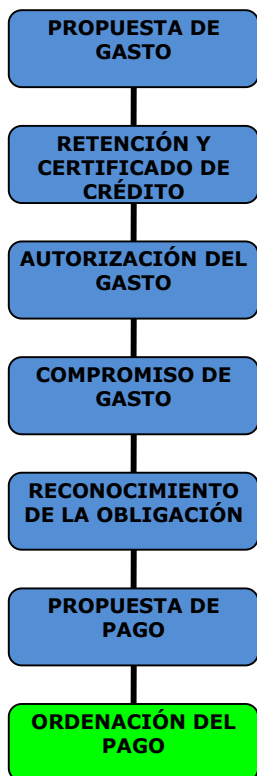 PROPUESTA DE
GASTO
RETENCIÓN Y
CERTIFICADO DE
CRÉDITO
AUTORIZACIÓN DEL
GASTO
COMPROMISO DE
GASTO
RECONOCIMIENTO
DE LA OBLIGACIÓN
PROPUESTA DE
PAGO
ORDENACIÓN DEL
PAGO